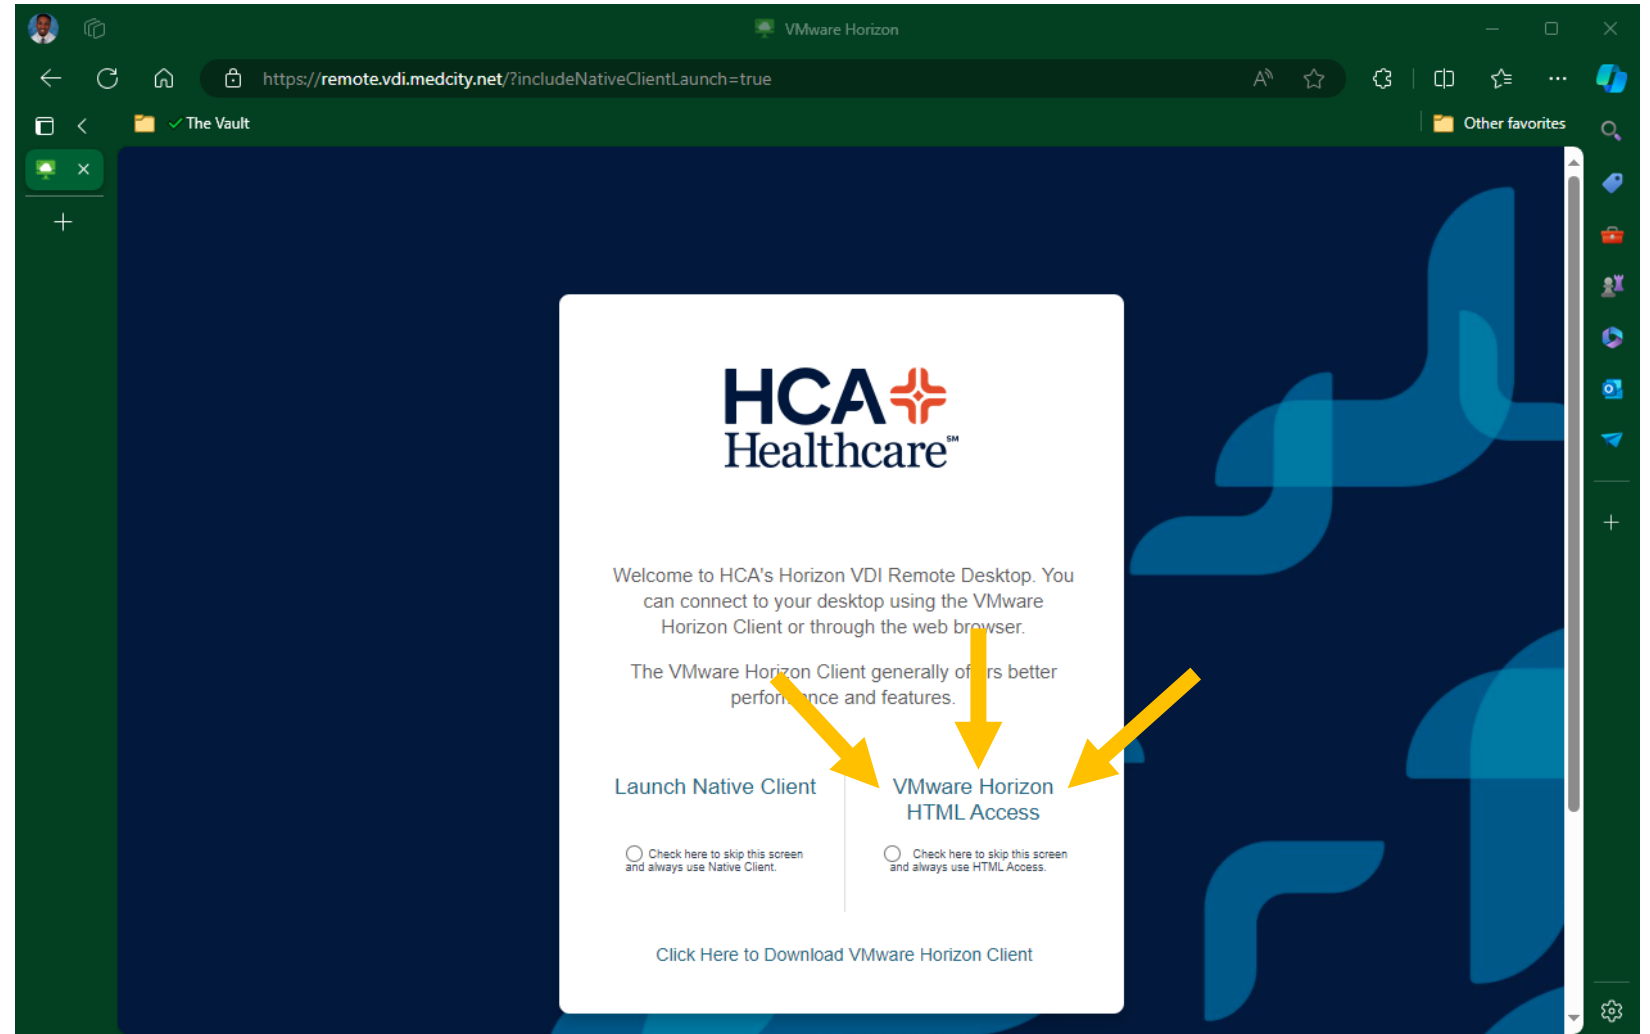 VMware Horizon
https://remote.vdi.medcity.net/?includeNativeClientLaunch=true
The Vault
Other favorites
HCA
Healthcare℠
Welcome to HCA's Horizon VDI Remote Desktop. You
can connect to your desktop using the VMware
Horizon Client or through the web browser.
The VMware Horizon Client generally offers better
performance and features.
Launch Native Client
Check here to skip this screen
and always use Native Client.
VMware Horizon
HTML Access
Check here to skip this screen
and always use HTML Access.
Click Here to Download VMware Horizon Client